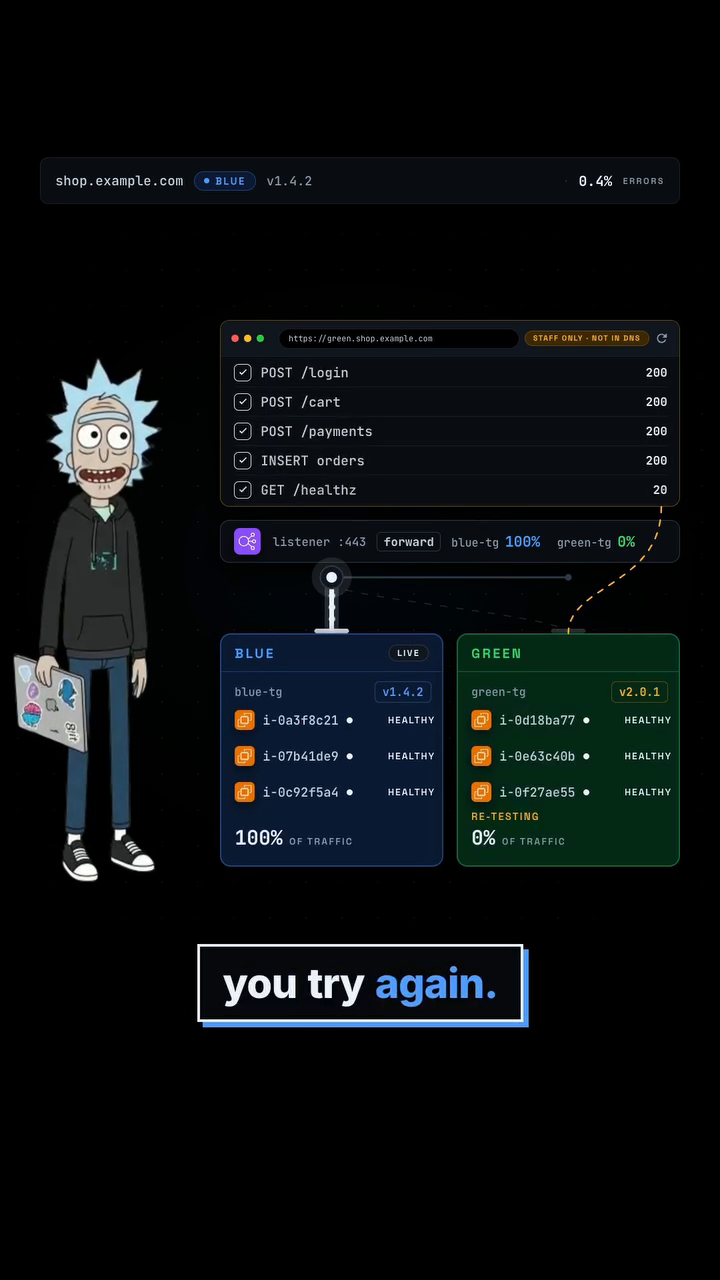 shop.example.com BLUE v1.4.2 0.4% ERRORS
https://green.shop.example.com STAFF ONLY · NOT IN DNS
POST /login 200
POST /cart 200
POST /payments 200
INSERT orders 200
GET /healthz 20
listener :443 forward blue-tg 100% green-tg 0%
BLUE LIVE
blue-tg v1.4.2
i-0a3f8c21 HEALTHY
i-07b41de9 HEALTHY
i-0c92f5a4 HEALTHY
100% OF TRAFFIC
GREEN
green-tg v2.0.1
i-0d18ba77 HEALTHY
i-0e63c40b HEALTHY
i-0f27ae55 HEALTHY
RE-TESTING
0% OF TRAFFIC
8bit
you try again.